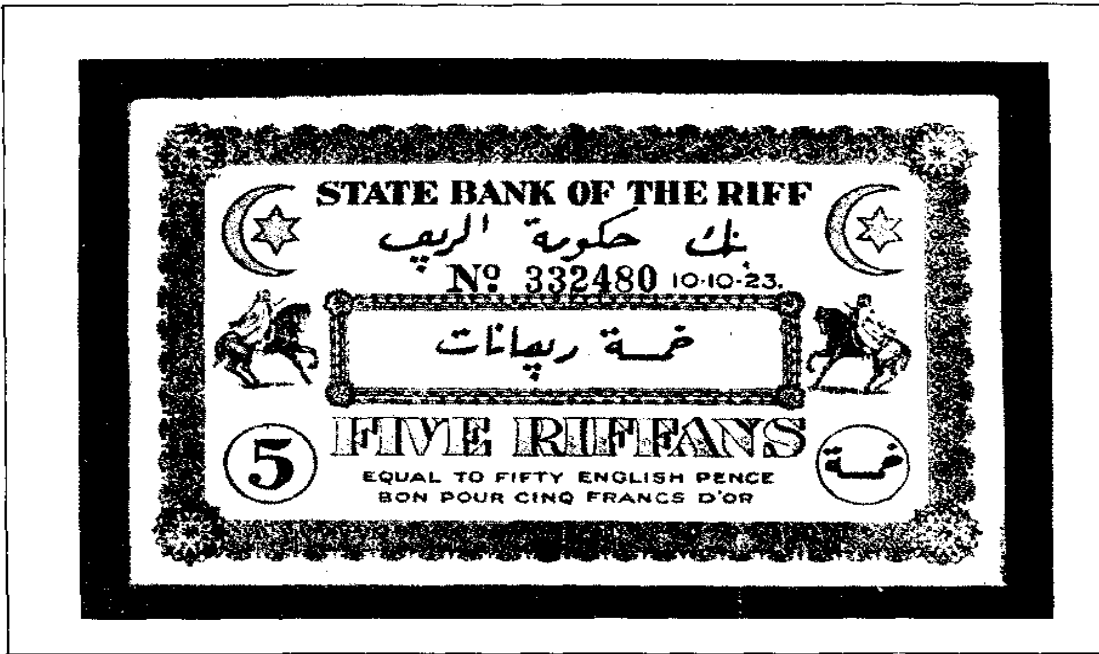 STATE BANK OF THE RIFF
بنك حكومة الريف
Nº 332480 10-10-23.
خمسة ريفانات
FIVE RIFFANS
5
EQUAL TO FIFTY ENGLISH PENCE
BON POUR CINQ FRANCS D'OR
خمسة